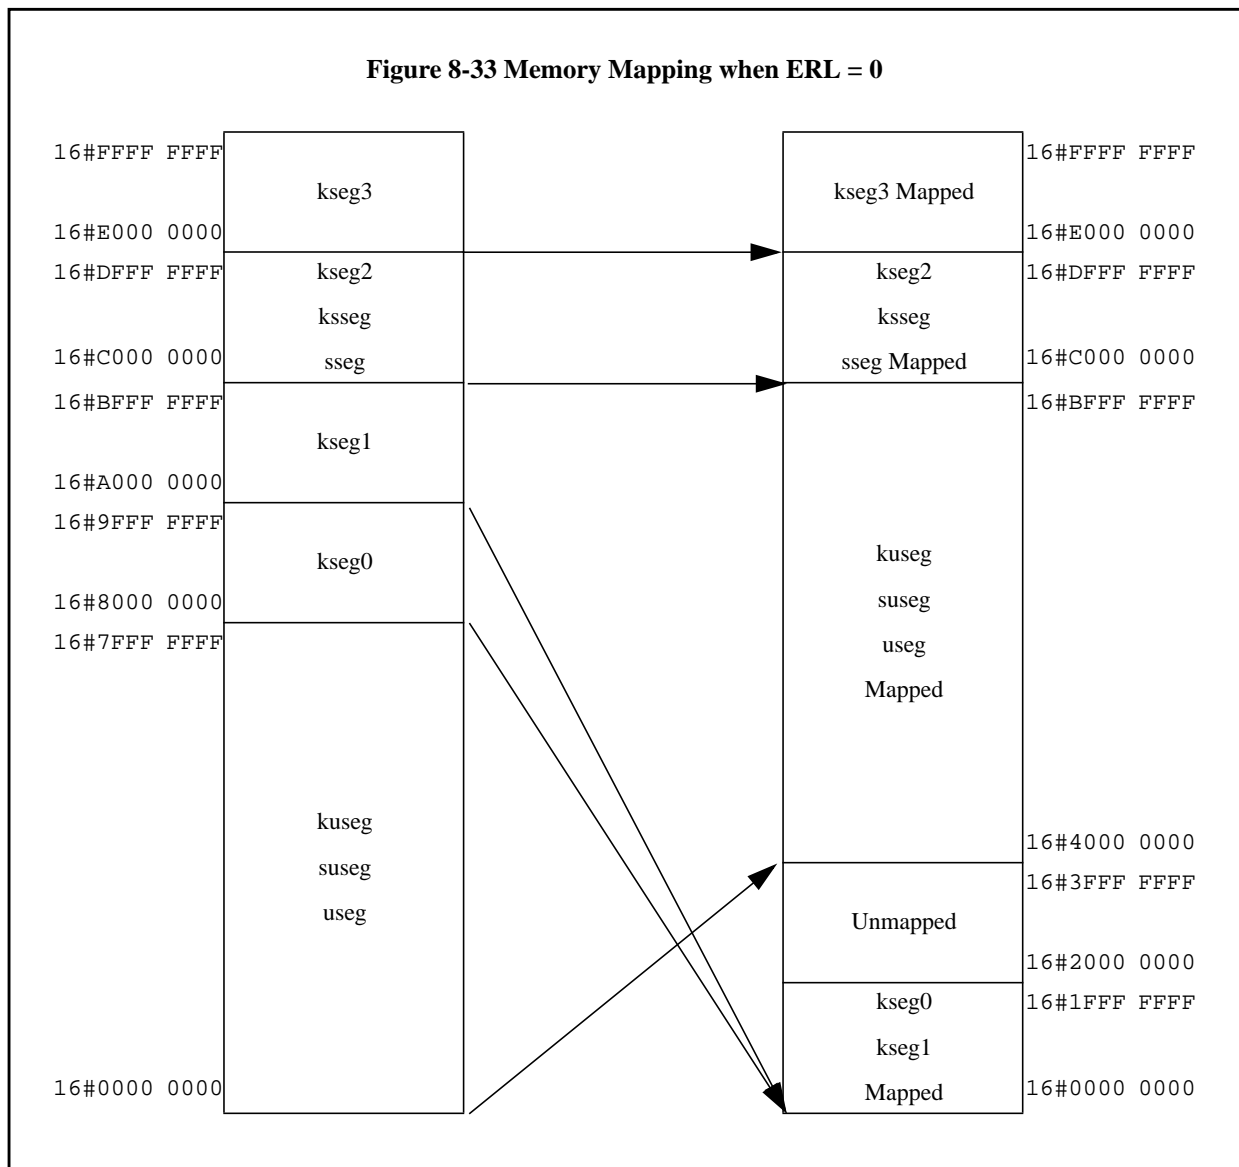 Figure 8-33 Memory Mapping when ERL = 0
16#FFFF FFFF
kseg3
16#E000 0000
16#DFFF FFFF
kseg2
ksseg
16#C000 0000
sseg
16#BFFF FFFF
kseg1
16#A000 0000
16#9FFF FFFF
kseg0
16#8000 0000
16#7FFF FFFF
kuseg
suseg
useg
16#0000 0000
16#FFFF FFFF
kseg3 Mapped
16#E000 0000
kseg2
16#DFFF FFFF
ksseg
sseg Mapped
16#C000 0000
16#BFFF FFFF
kuseg
suseg
useg
Mapped
16#4000 0000
16#3FFF FFFF
Unmapped
16#2000 0000
kseg0
16#1FFF FFFF
kseg1
Mapped
16#0000 0000